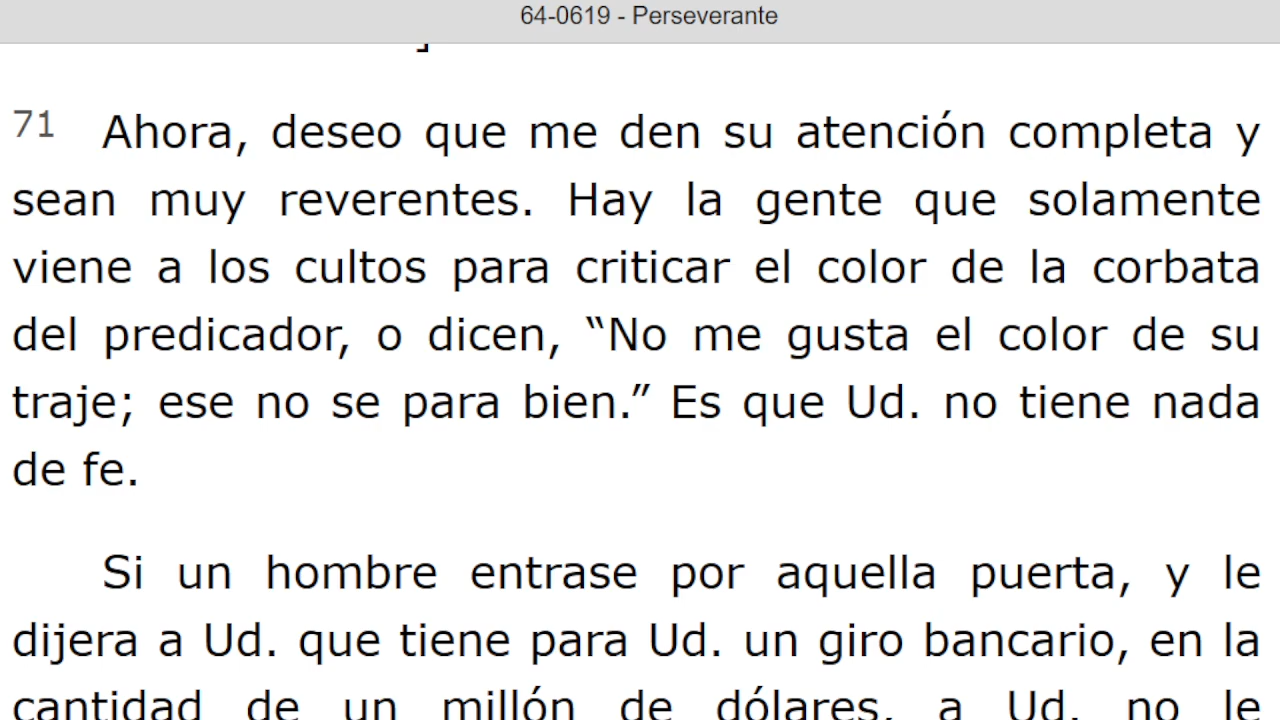 64-0619 - Perseverante
]
71 Ahora, deseo que me den su atención completa y
sean muy reverentes. Hay la gente que solamente
viene a los cultos para criticar el color de la corbata
del predicador, o dicen, “No me gusta el color de su
traje; ese no se para bien.” Es que Ud. no tiene nada
de fe.
Si un hombre entrase por aquella puerta, y le
dijera a Ud. que tiene para Ud. un giro bancario, en la
cantidad de un millón de dólares, a Ud. no le